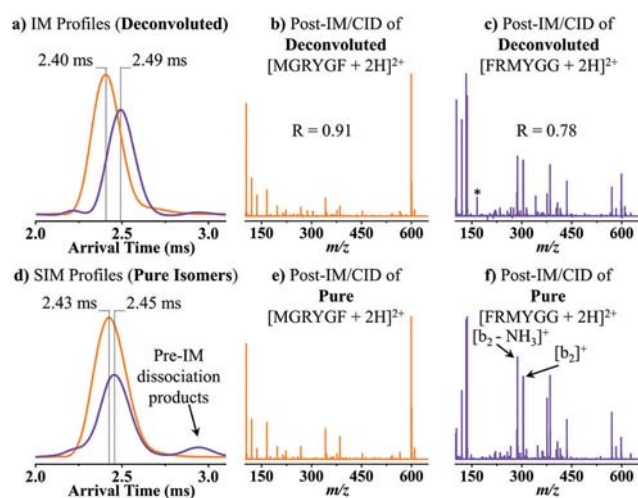 a) IM Profiles (Deconvoluted)
2.40 ms
2.49 ms
2.0
2.5
3.0
Arrival Time (ms)
b) Post-IM/CID of
Deconvoluted
[MGRYGF + 2H]²⁺
R = 0.91
150
300
450
600
m/z
c) Post-IM/CID of
Deconvoluted
[FRMYGG + 2H]²⁺
R = 0.78
*
150
300
450
600
m/z
d) SIM Profiles (Pure Isomers)
2.43 ms
2.45 ms
Pre-IM
dissociation
products
2.0
2.5
3.0
Arrival Time (ms)
e) Post-IM/CID of
Pure
[MGRYGF + 2H]²⁺
150
300
450
600
m/z
f) Post-IM/CID of
Pure
[FRMYGG + 2H]²⁺
[b₂ - NH₃]⁺
[b₂]⁺
150
300
450
600
m/z